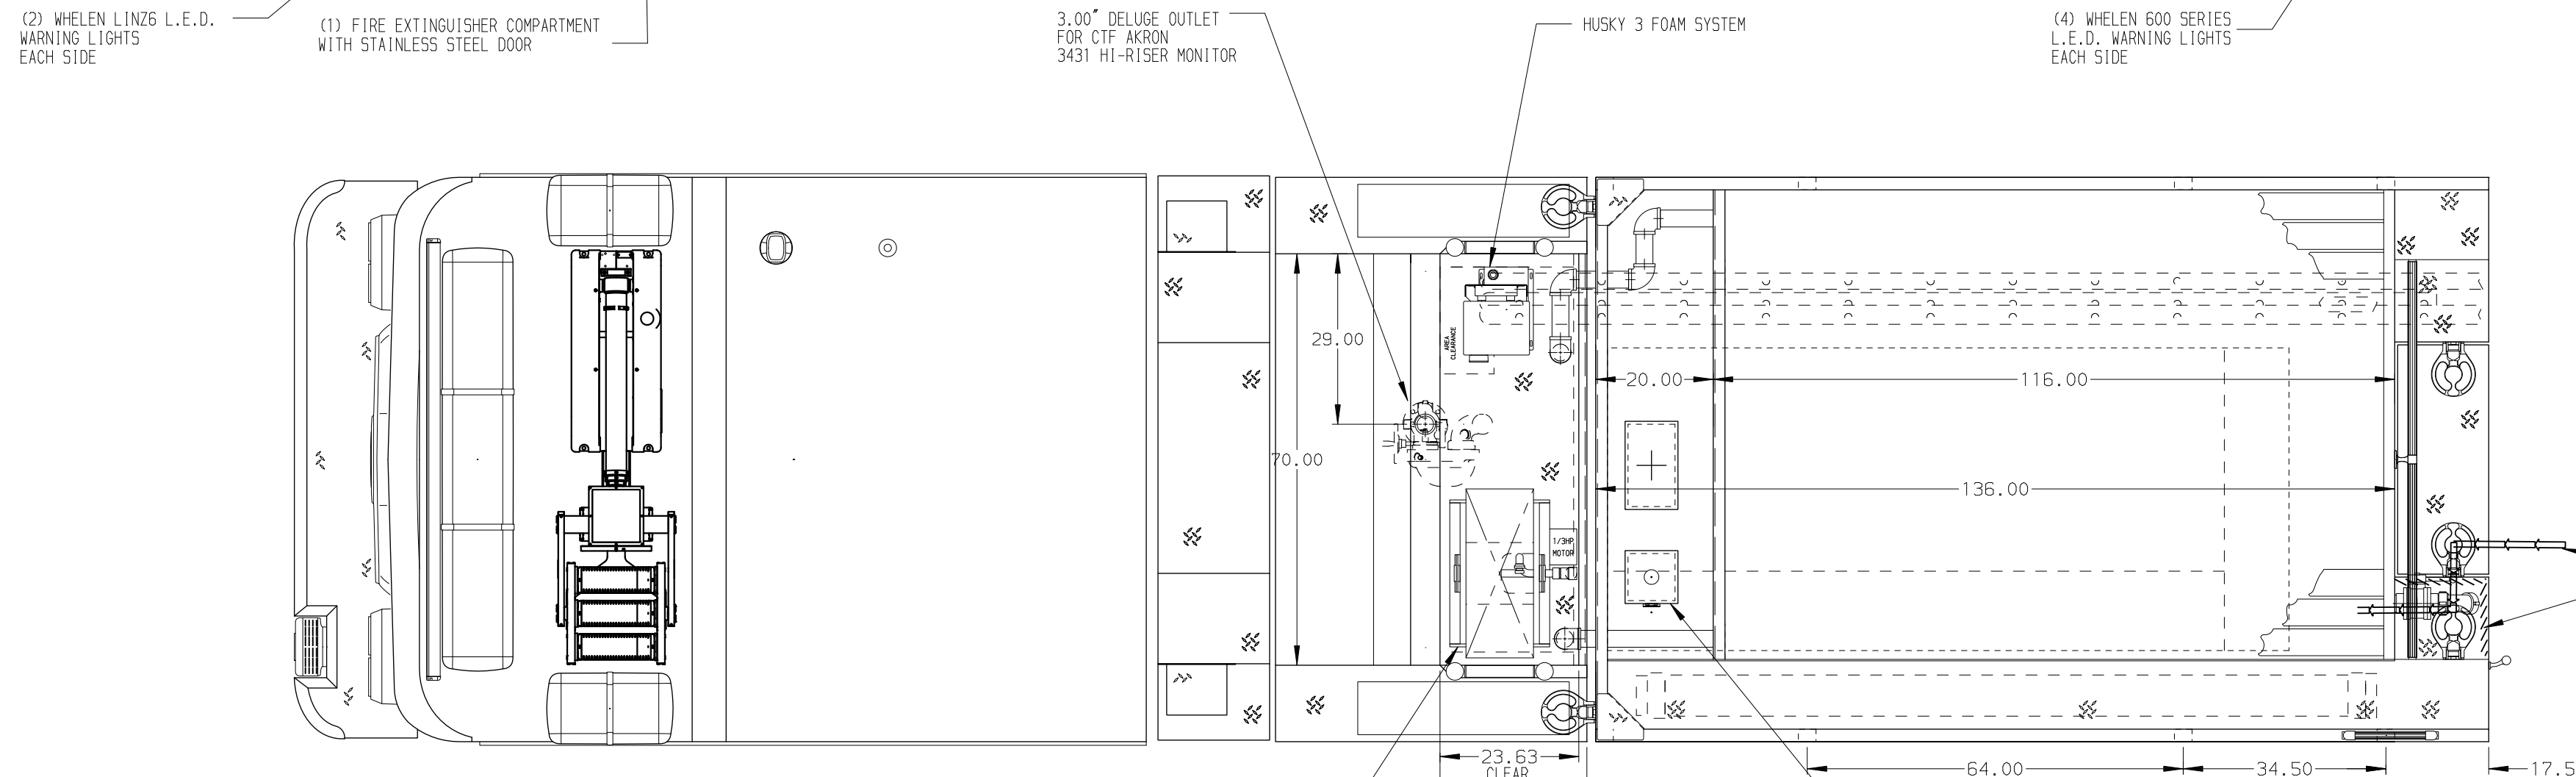 (2) WHELEN LINZ6 L.E.D.
WARNING LIGHTS
EACH SIDE
(1) FIRE EXTINGUISHER COMPARTMENT
WITH STAINLESS STEEL DOOR
3.00" DELUGE OUTLET
FOR CTF AKRON
3431 HI-RISER MONITOR
HUSKY 3 FOAM SYSTEM
(4) WHELEN 600 SERIES
L.E.D. WARNING LIGHTS
EACH SIDE
29.00
AREA
CLEARANCE
20.00
116.00
70.00
136.00
1/3HP
MOTOR
23.63
CLEAR
64.00
34.50
17.5